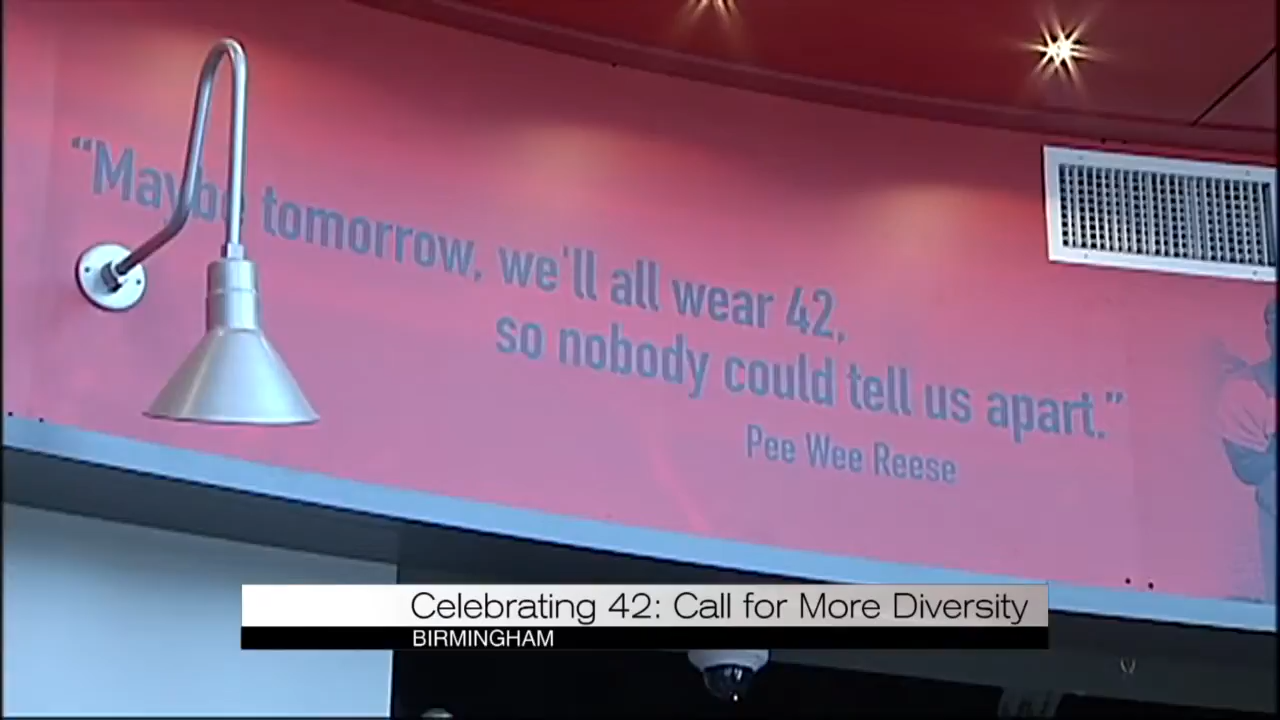 “Maybe tomorrow, we'll all wear 42,
so nobody could tell us apart.”
Pee Wee Reese
Celebrating 42: Call for More Diversity
BIRMINGHAM